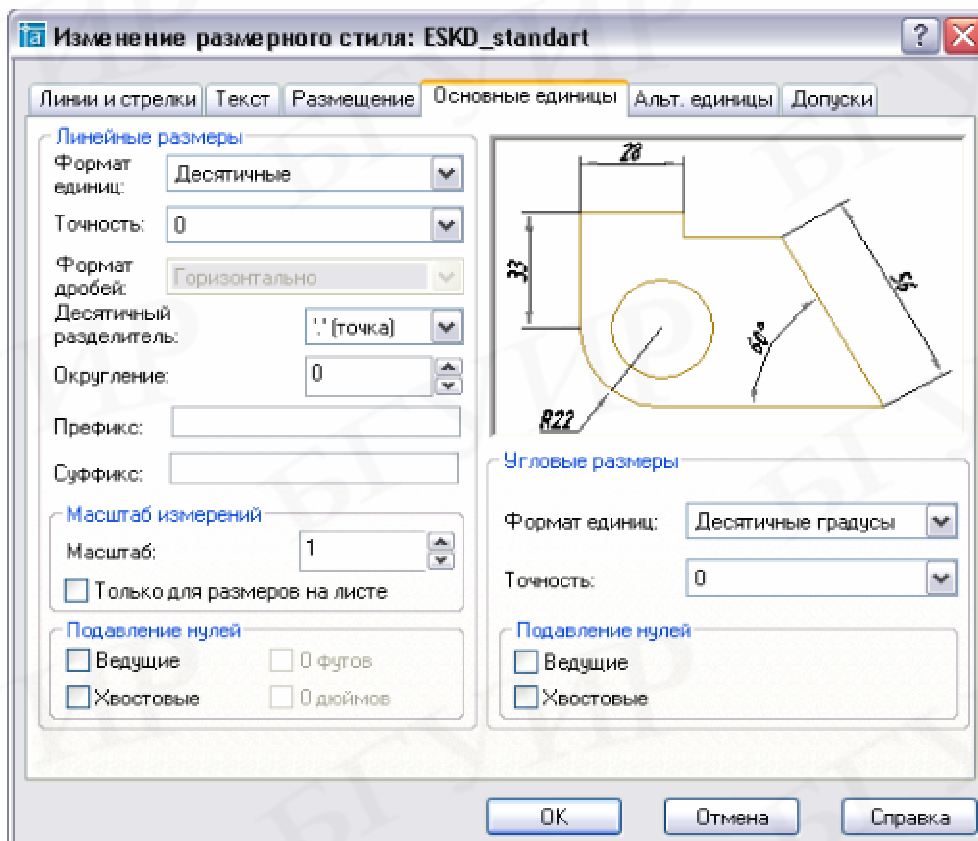 Изменение размерного стиля: ESKD_standart
?
Линии и стрелки Текст Размещение Основные единицы Альт. единицы Допуски
Линейные размеры
Формат
единиц:
Десятичные
Точность: 0
Формат
дробей:
Горизонтально
Десятичный
разделитель:
'.' (точка)
Округление: 0
Префикс:
Суффикс:
Масштаб измерений
Масштаб: 1
Только для размеров на листе
Подавление нулей
Ведущие 0 футов
Хвостовые 0 дюймов
28
33
56
60°
R22
Угловые размеры
Формат единиц: Десятичные градусы
Точность: 0
Подавление нулей
Ведущие
Хвостовые
OK Отмена Справка
БГУИР